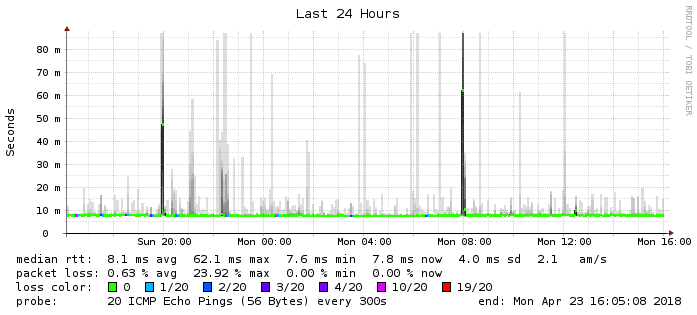 Last 24 Hours
RRDTOOL / TOBI OETIKER
Seconds
80 m
70 m
60 m
50 m
40 m
30 m
20 m
10 m
0
Sun 20:00 Mon 00:00 Mon 04:00 Mon 08:00 Mon 12:00 Mon 16:00
median rtt: 8.1 ms avg 62.1 ms max 7.6 ms min 7.8 ms now 4.0 ms sd 2.1 am/s
packet loss: 0.63 % avg 23.92 % max 0.00 % min 0.00 % now
loss color: 0 1/20 2/20 3/20 4/20 10/20 19/20
probe: 20 ICMP Echo Pings (56 Bytes) every 300s end: Mon Apr 23 16:05:08 2018